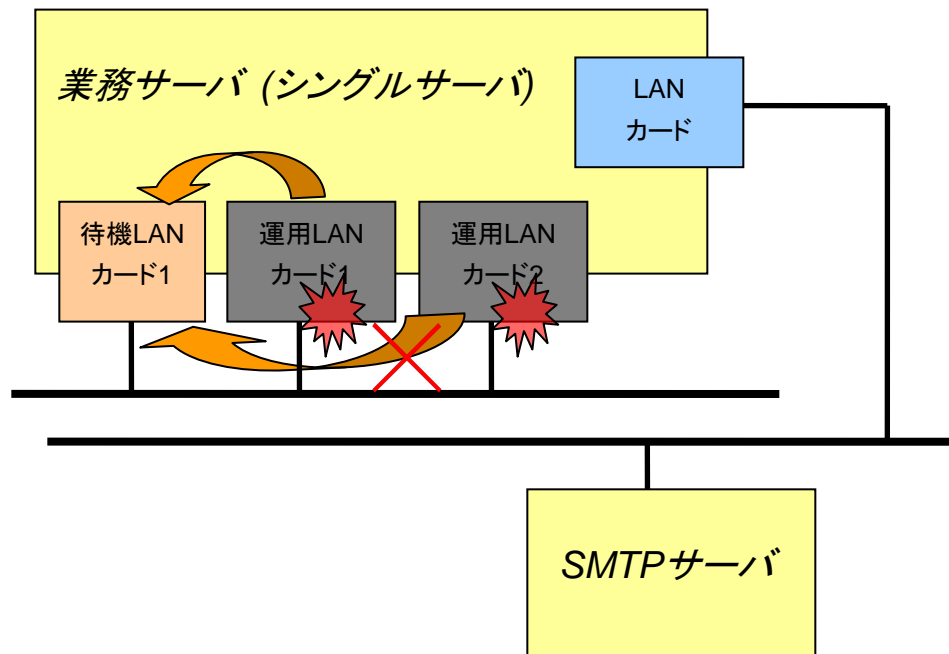 業務サーバ (シングルサーバ)
LAN
カード
待機LAN
カード1
運用LAN
カード1
運用LAN
カード2
SMTPサーバ